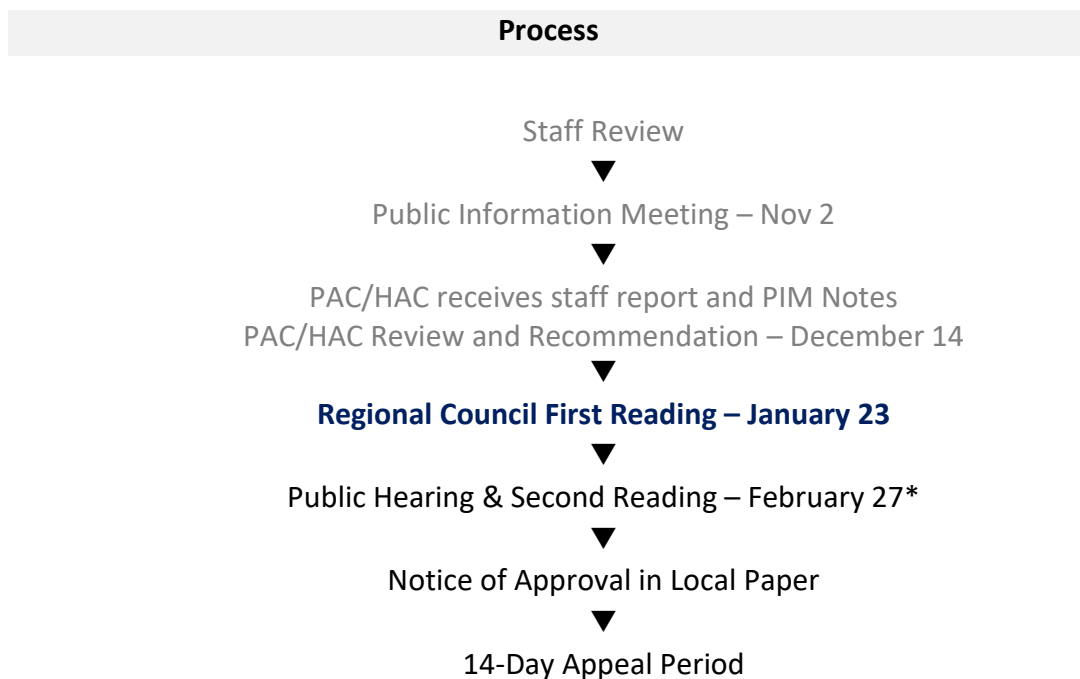 Process
Staff Review
Public Information Meeting – Nov 2
PAC/HAC receives staff report and PIM Notes
PAC/HAC Review and Recommendation – December 14
Regional Council First Reading – January 23
Public Hearing & Second Reading – February 27*
Notice of Approval in Local Paper
14-Day Appeal Period